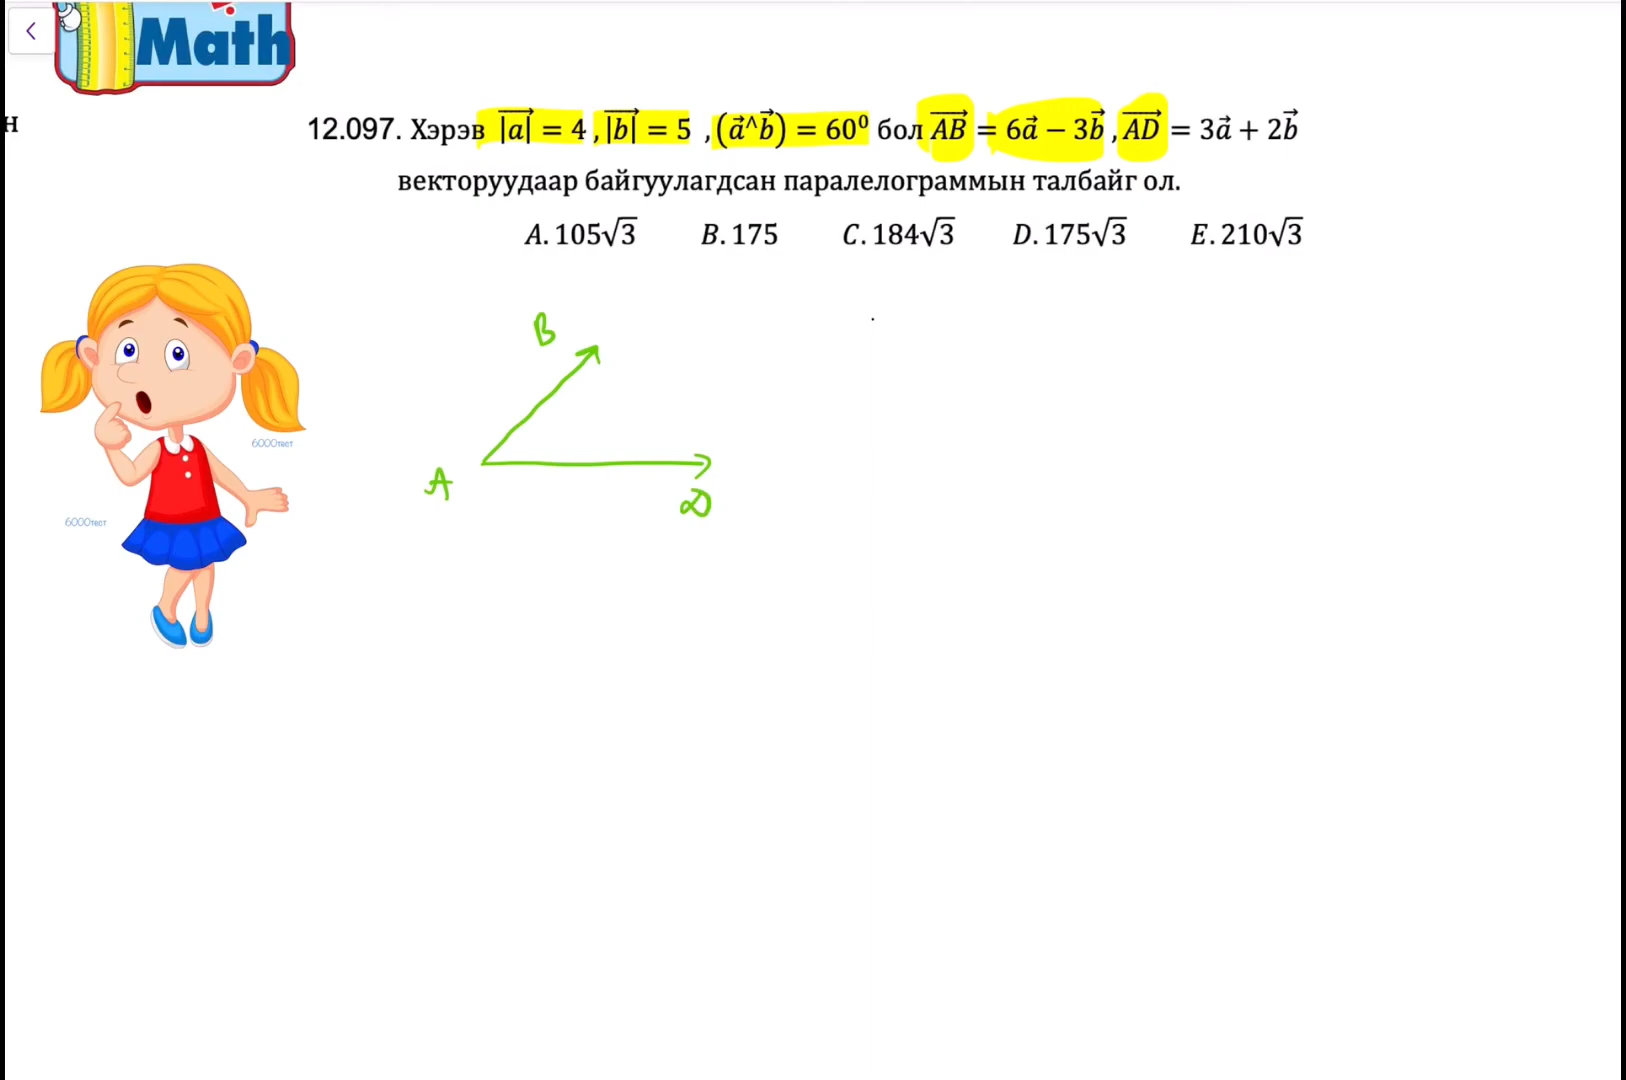 Math
н
12.097. Хэрэв |a⃗| = 4 , |b⃗| = 5 , (a⃗^b⃗) = 60⁰ бол AB⃗ = 6a⃗ − 3b⃗ , AD⃗ = 3a⃗ + 2b⃗
векторуудаар байгуулагдсан паралелограммын талбайг ол.
A. 105√3 B. 175 C. 184√3 D. 175√3 E. 210√3
B
6000тест
A
D
6000тест